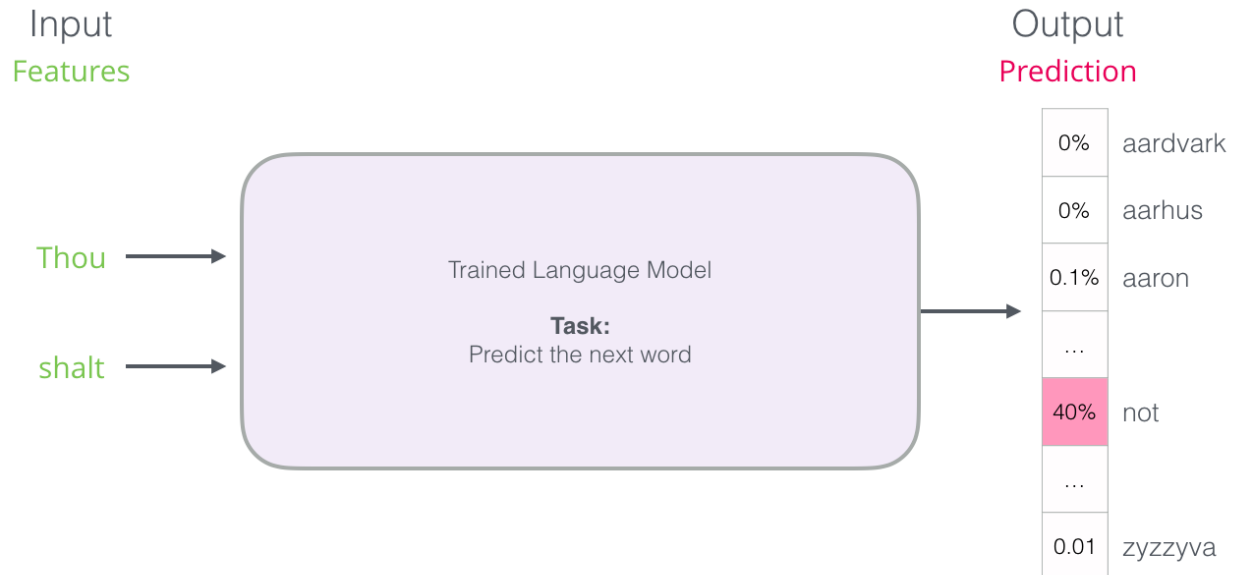 Input
Features
Output
Prediction
Thou
shalt
Trained Language Model
Task:
Predict the next word
0% aardvark
0% aarhus
0.1% aaron
...
40% not
...
0.01 zyzzyva